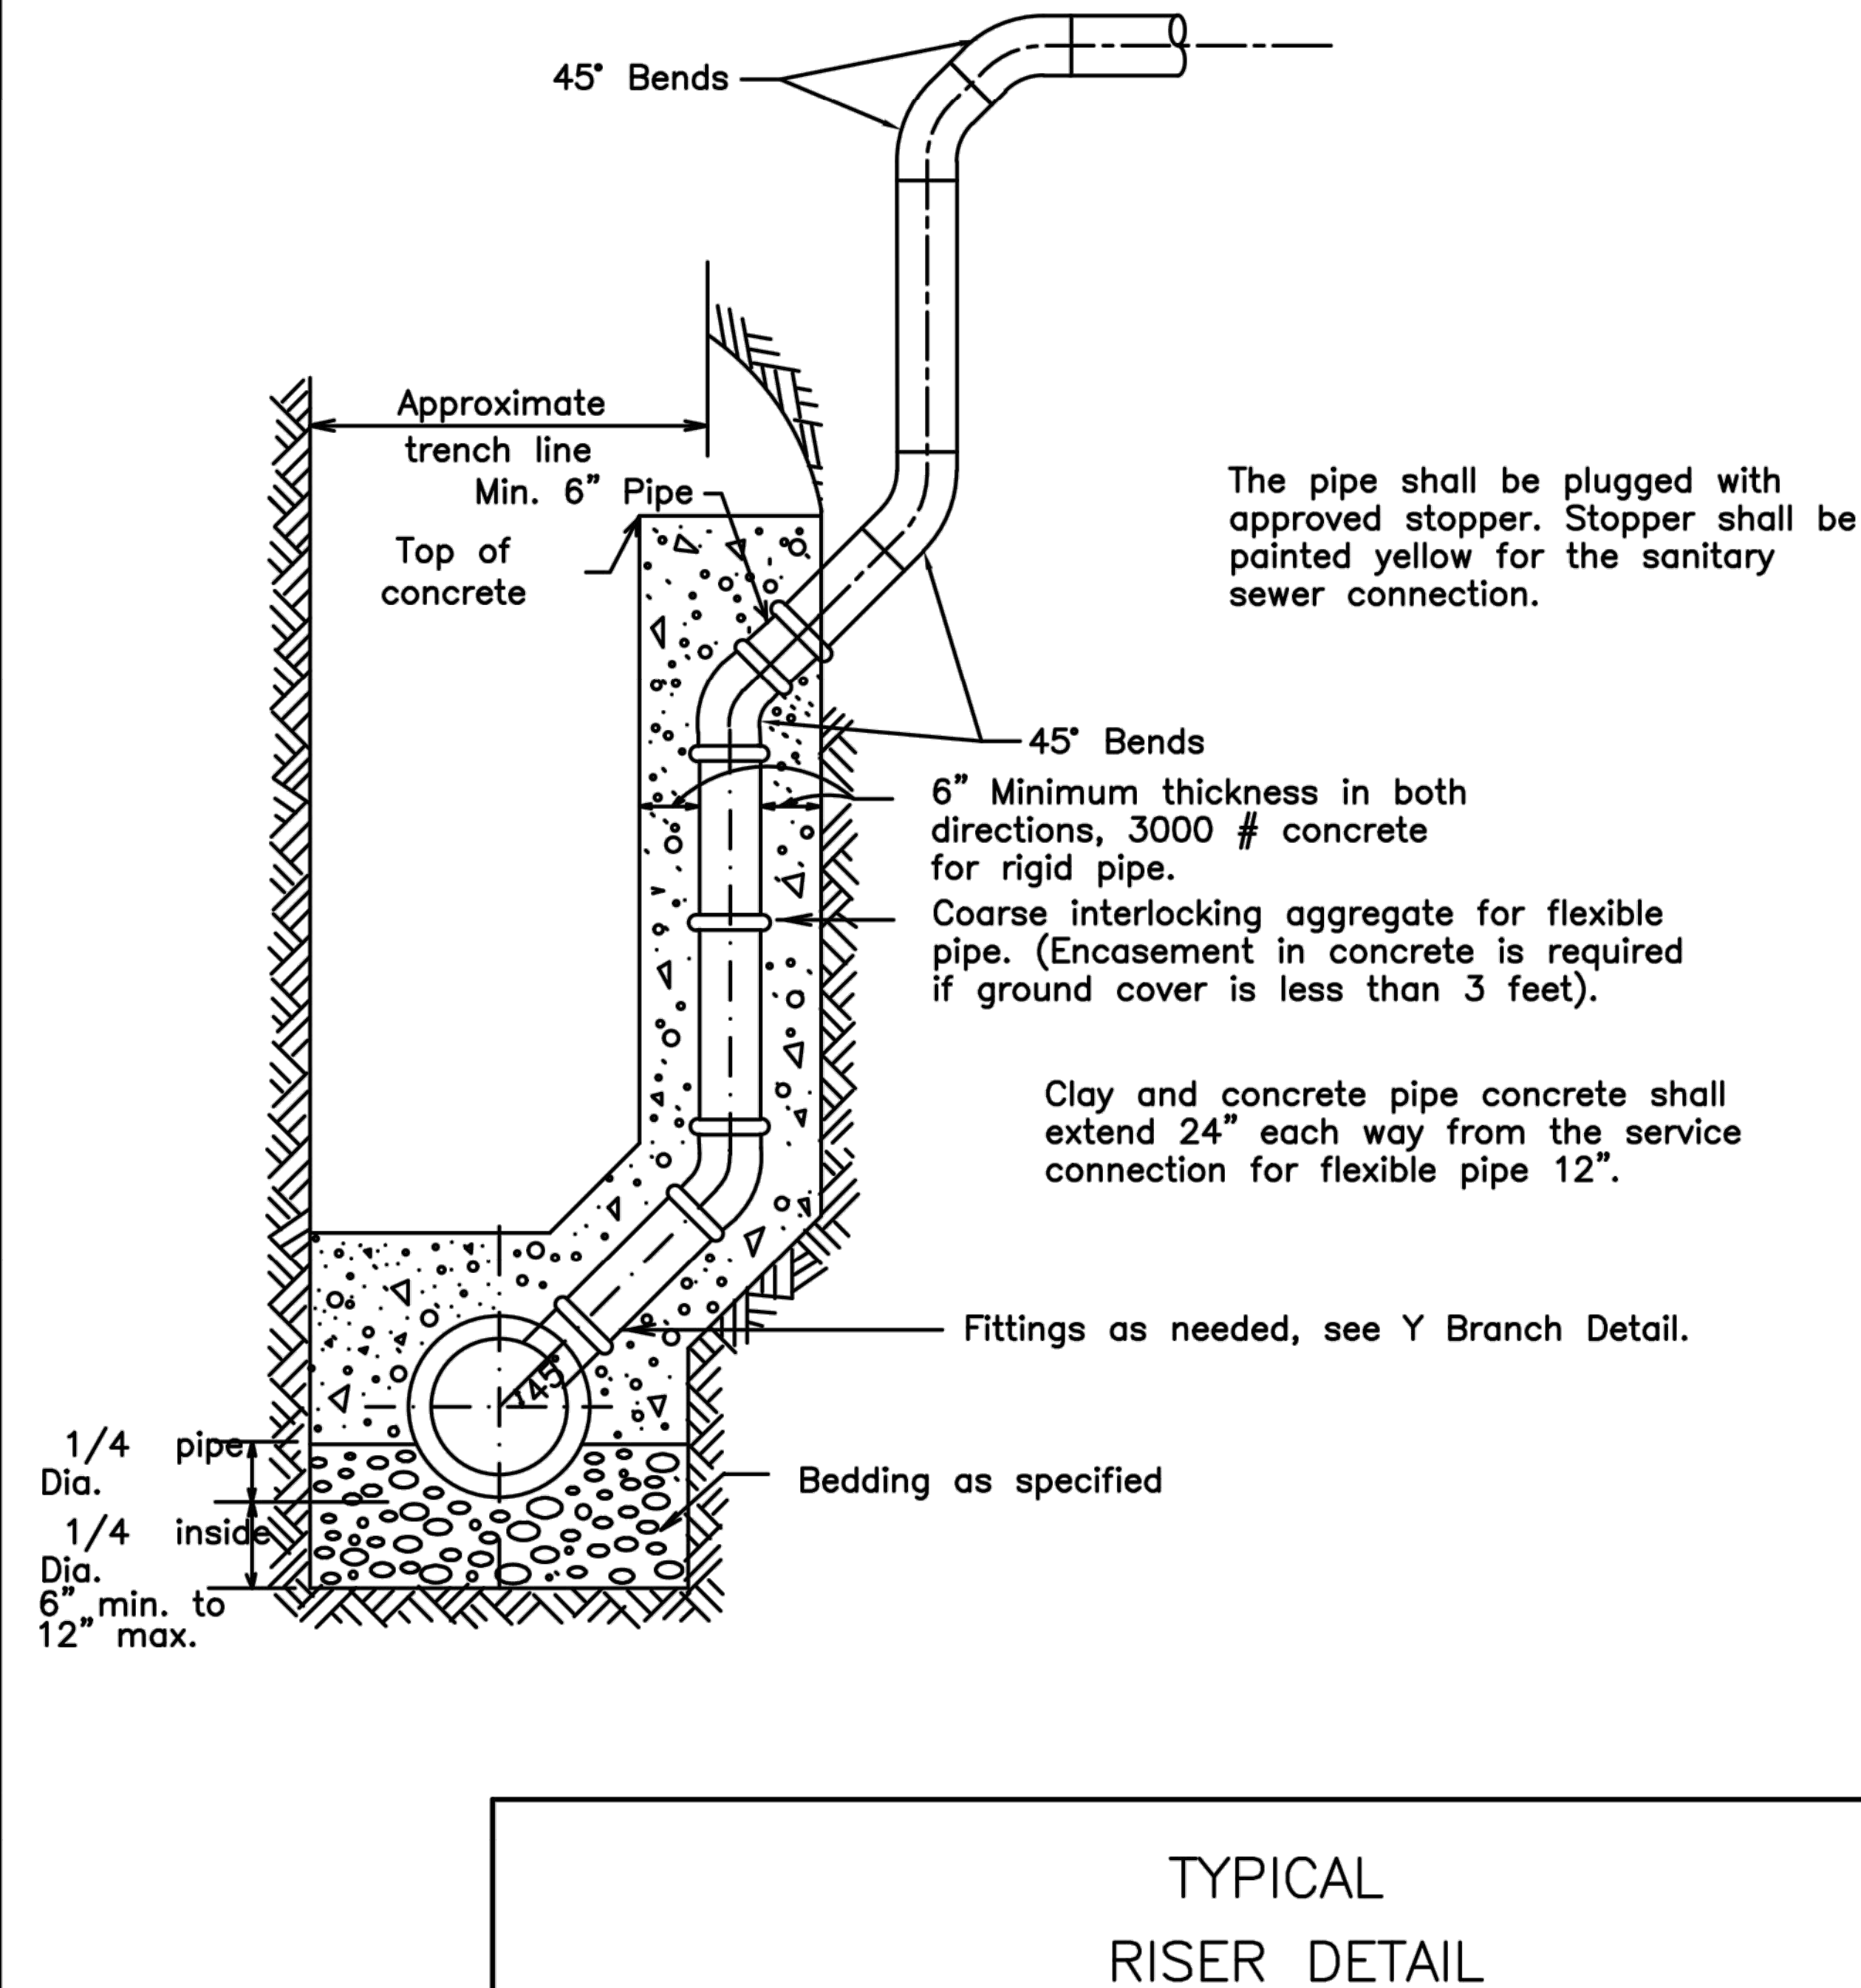 45° Bends
Approximate
trench line
Min. 6" Pipe
Top of
concrete
The pipe shall be plugged with
approved stopper. Stopper shall be
painted yellow for the sanitary
sewer connection.
45° Bends
6" Minimum thickness in both
directions, 3000 # concrete
for rigid pipe.
Coarse interlocking aggregate for flexible
pipe. (Encasement in concrete is required
if ground cover is less than 3 feet).
Clay and concrete pipe concrete shall
extend 24" each way from the service
connection for flexible pipe 12".
Fittings as needed, see Y Branch Detail.
45°
1/4 pipe
Dia.
Bedding as specified
1/4 inside
Dia.
6" min. to
12" max.
TYPICAL
RISER DETAIL